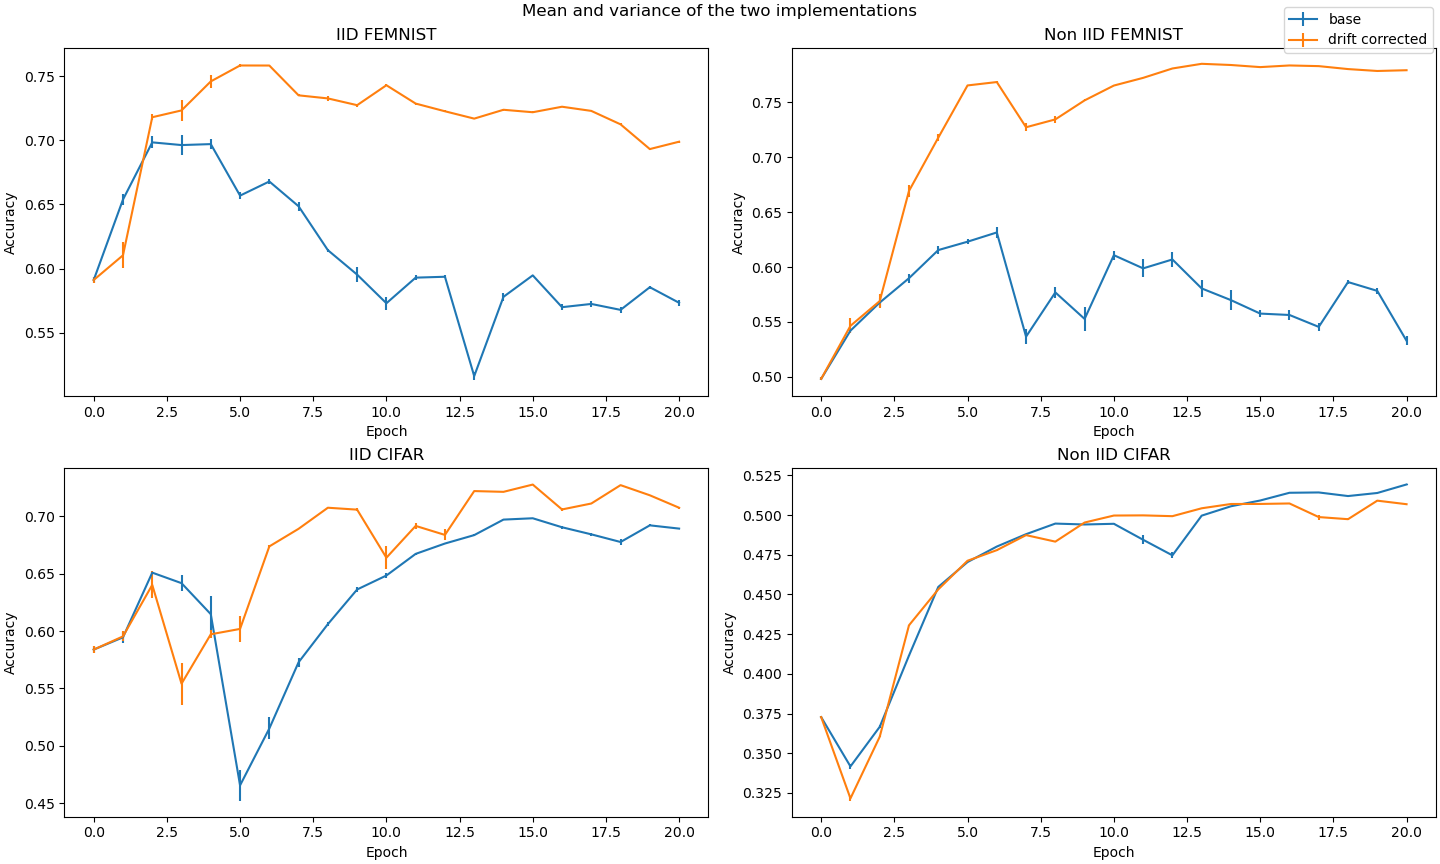 Mean and variance of the two implementations
base
drift corrected
IID FEMNIST
Accuracy
0.75
0.70
0.65
0.60
0.55
0.0 2.5 5.0 7.5 10.0 12.5 15.0 17.5 20.0
Epoch
Non IID FEMNIST
Accuracy
0.75
0.70
0.65
0.60
0.55
0.50
0.0 2.5 5.0 7.5 10.0 12.5 15.0 17.5 20.0
Epoch
IID CIFAR
Accuracy
0.70
0.65
0.60
0.55
0.50
0.45
0.0 2.5 5.0 7.5 10.0 12.5 15.0 17.5 20.0
Epoch
Non IID CIFAR
Accuracy
0.525
0.500
0.475
0.450
0.425
0.400
0.375
0.350
0.325
0.0 2.5 5.0 7.5 10.0 12.5 15.0 17.5 20.0
Epoch